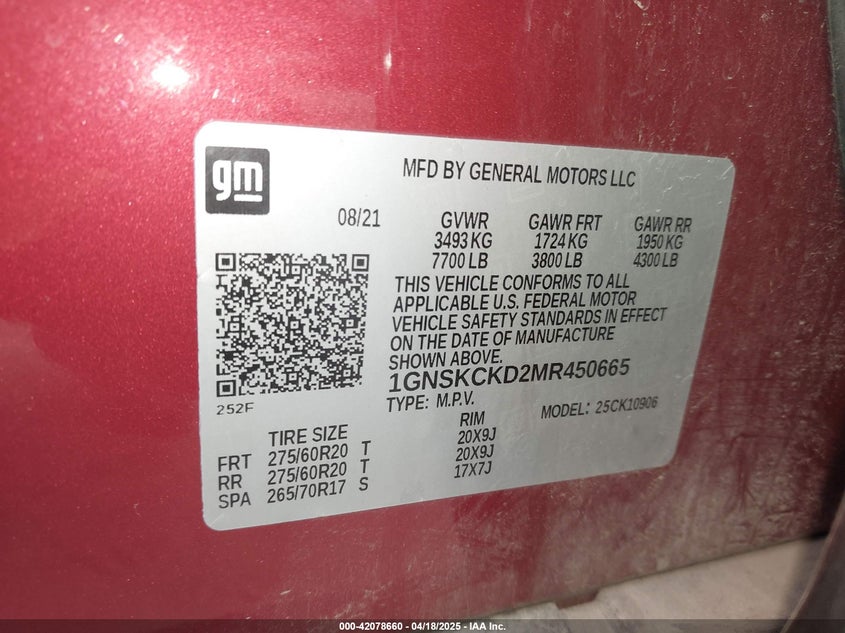 gm
MFD BY GENERAL MOTORS LLC
08/21 GVWR GAWR FRT GAWR RR
3493 KG 1724 KG 1950 KG
7700 LB 3800 LB 4300 LB
THIS VEHICLE CONFORMS TO ALL
APPLICABLE U.S. FEDERAL MOTOR
VEHICLE SAFETY STANDARDS IN EFFECT
ON THE DATE OF MANUFACTURE
SHOWN ABOVE.
1GNSKCKD2MR450665
252F
TYPE: M.P.V. MODEL: 25CK10906
TIRE SIZE RIM
FRT 275/60R20 T 20X9J
RR 275/60R20 T 20X9J
SPA 265/70R17 S 17X7J
000-42078660 - 04/18/2025 - IAA Inc.